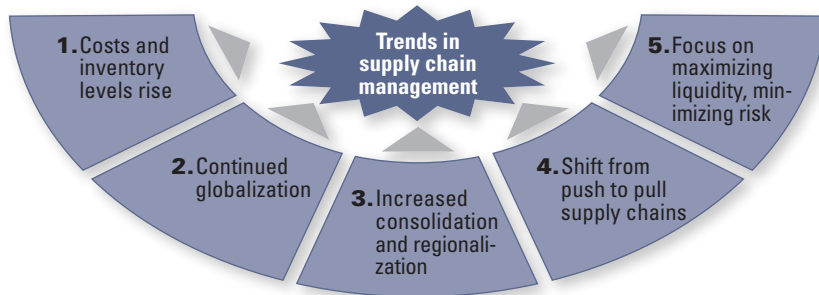 Trends in
supply chain
management
1. Costs and
inventory
levels rise
2. Continued
globalization
3. Increased
consolidation
and regionali-
zation
4. Shift from
push to pull
supply chains
5. Focus on
maximizing
liquidity, min-
imizing risk